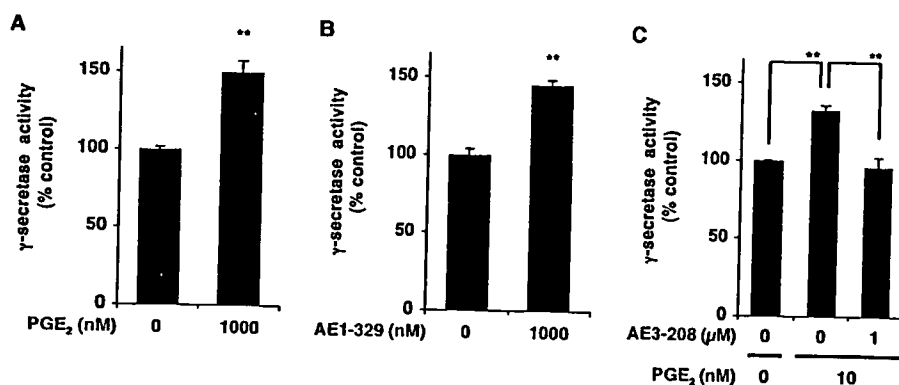 A
γ-secretase activity
(% control)
150
100
50
0
**
PGE₂ (nM)
0
1000
B
γ-secretase activity
(% control)
150
100
50
0
**
AE1-329 (nM)
0
1000
C
γ-secretase activity
(% control)
150
100
50
0
**
**
AE3-208 (μM)
0
0
1
PGE₂ (nM)
0
10